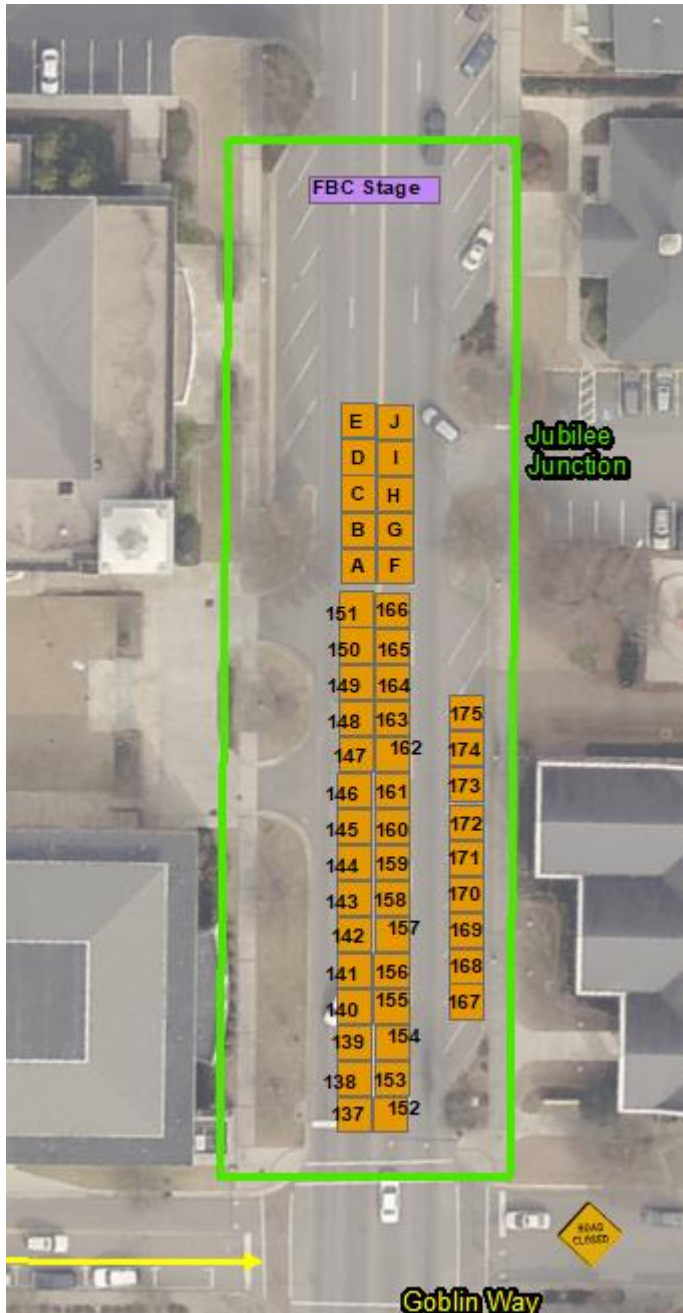 FBC Stage
E J
D I
C H
B G
A F
Jubilee
Junction
151 166
150 165
149 164
148 163
175
147 162
174
146 161
173
145 160
172
144 159
171
143 158
170
142 157
169
141 156
168
140 155
167
139 154
138 153
137 152
ROAD
CLOSED
Goblin Way